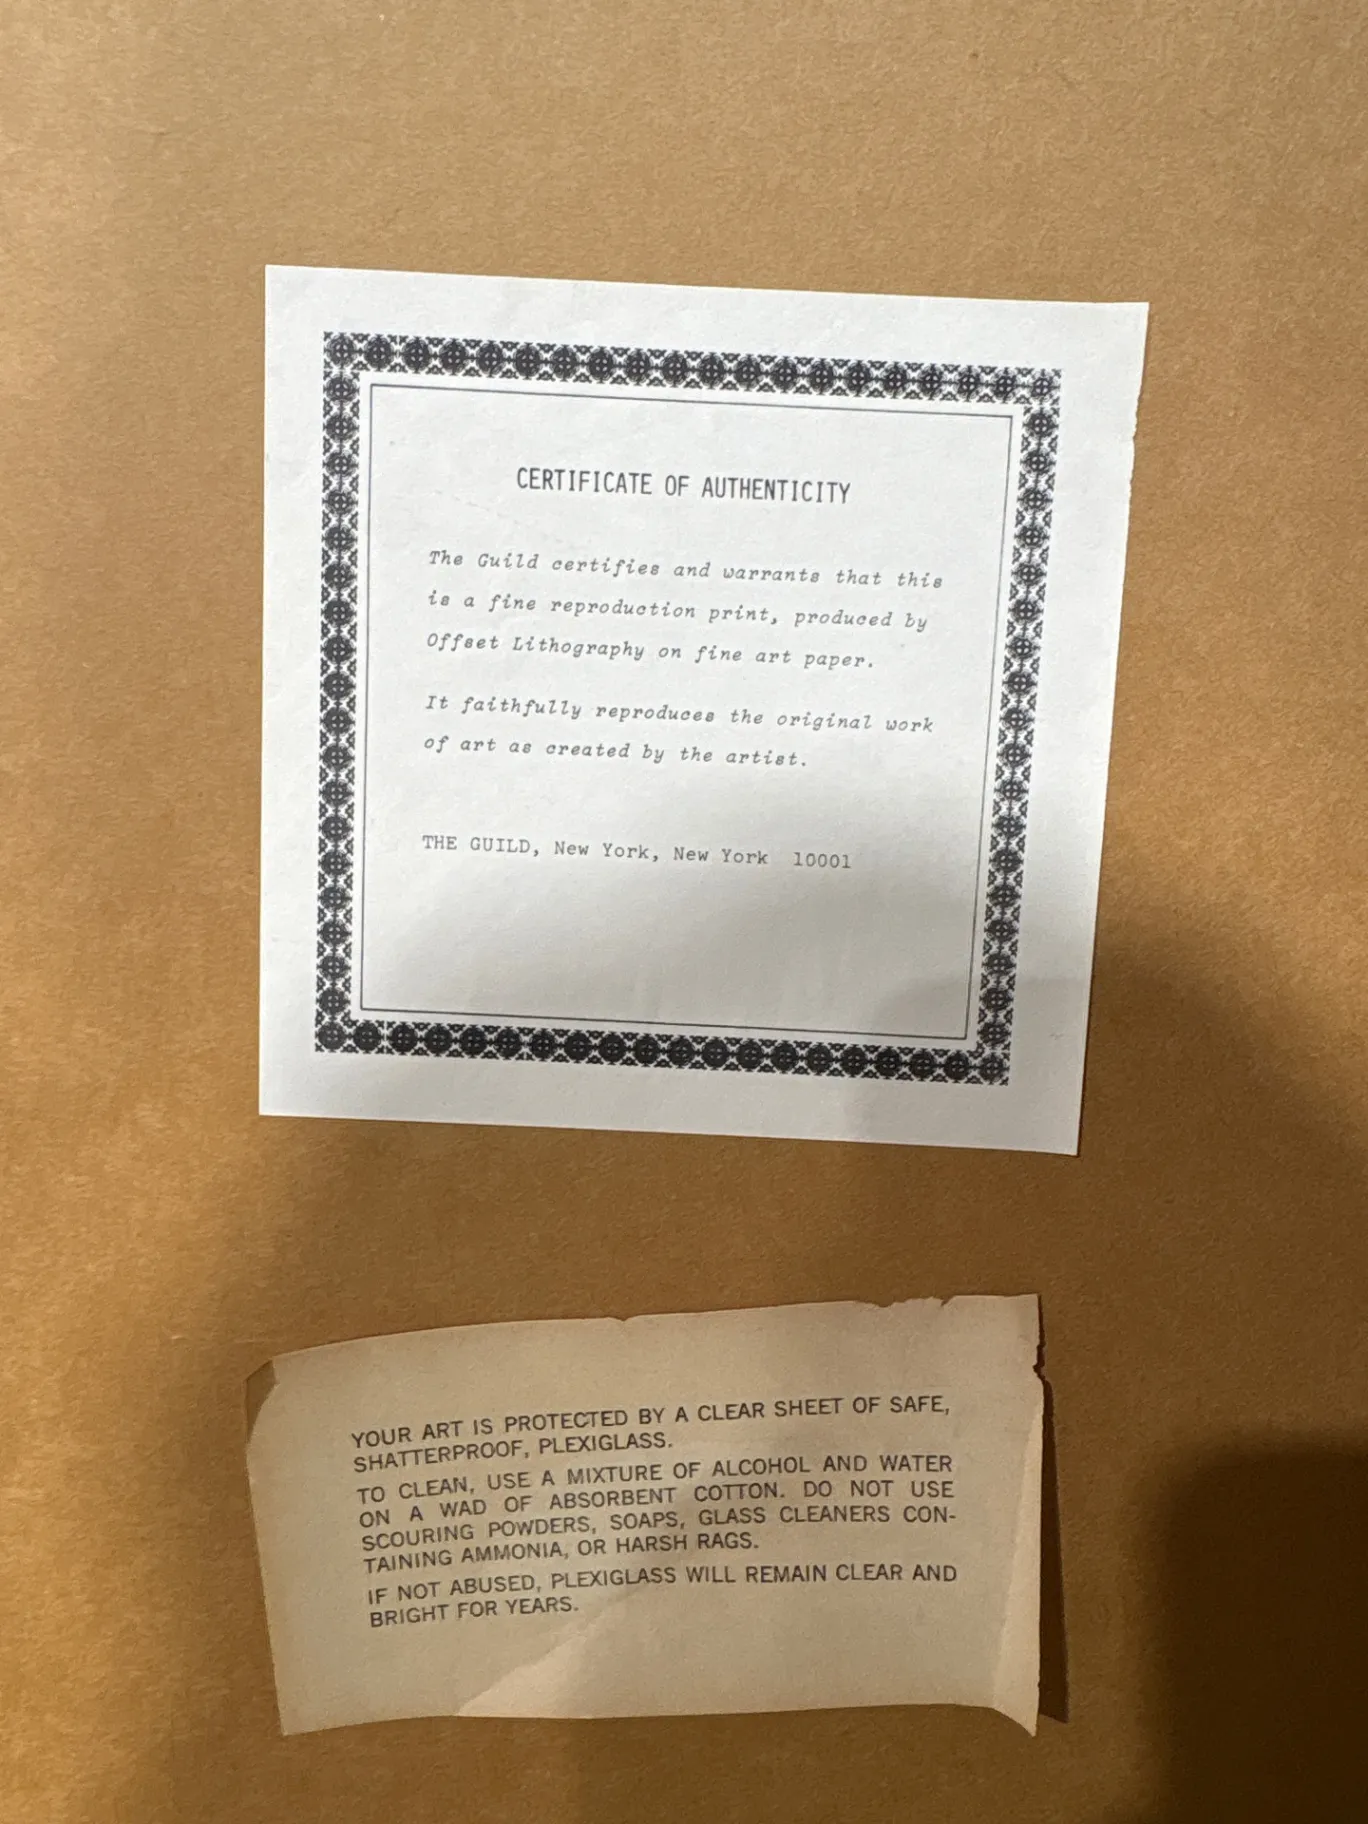 CERTIFICATE OF AUTHENTICITY
The Guild certifies and warrants that this
is a fine reproduction print, produced by
Offset Lithography on fine art paper.
It faithfully reproduces the original work
of art as created by the artist.
THE GUILD, New York, New York 10001
YOUR ART IS PROTECTED BY A CLEAR SHEET OF SAFE,
SHATTERPROOF, PLEXIGLASS.
TO CLEAN, USE A MIXTURE OF ALCOHOL AND WATER
ON A WAD OF ABSORBENT COTTON. DO NOT USE
SCOURING POWDERS, SOAPS, GLASS CLEANERS CON-
TAINING AMMONIA, OR HARSH RAGS.
IF NOT ABUSED, PLEXIGLASS WILL REMAIN CLEAR AND
BRIGHT FOR YEARS.